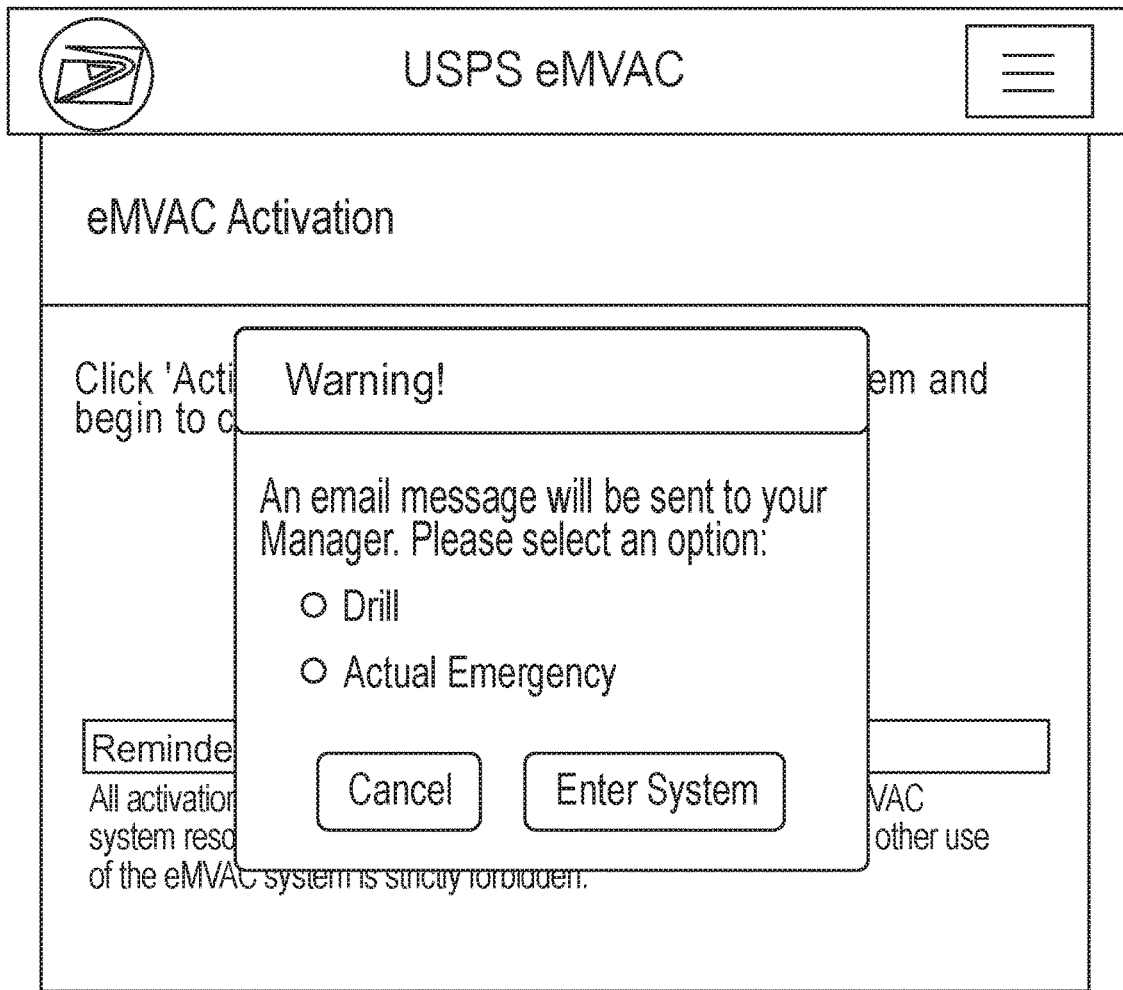 USPS eMVAC
eMVAC Activation
Click 'Acti
em and
begin to c
Warning!
An email message will be sent to your
Manager. Please select an option:
Drill
Actual Emergency
Cancel
Enter System
Reminde
All activation
VAC
system reso
other use
of the eMVAC system is strictly forbidden.